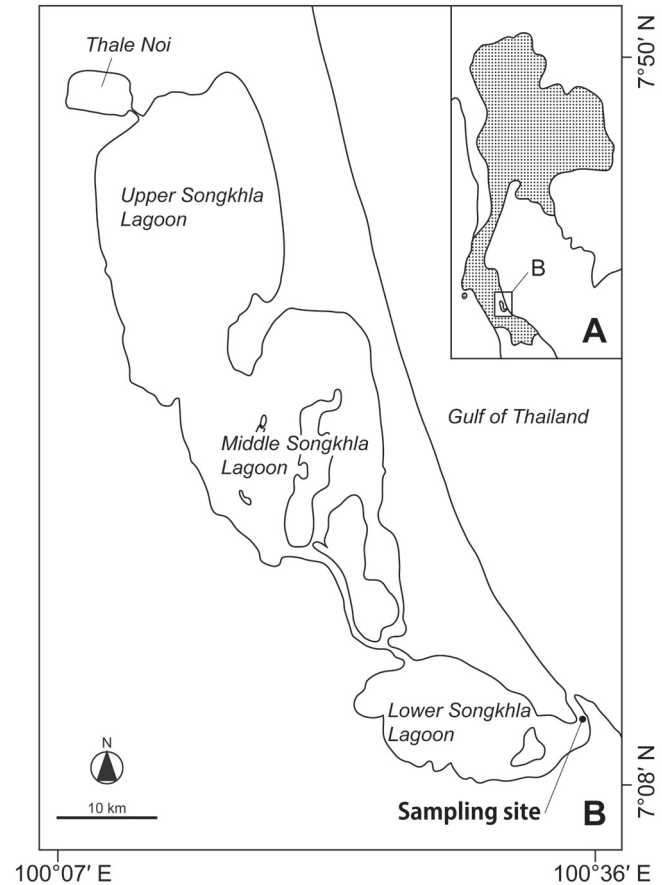 Thale Noi
7°50′ N
Upper Songkhla
Lagoon
B
A
Gulf of Thailand
Middle Songkhla
Lagoon
Lower Songkhla
Lagoon
N
10 km
Sampling site
B
7°08′ N
100°07′ E
100°36′ E